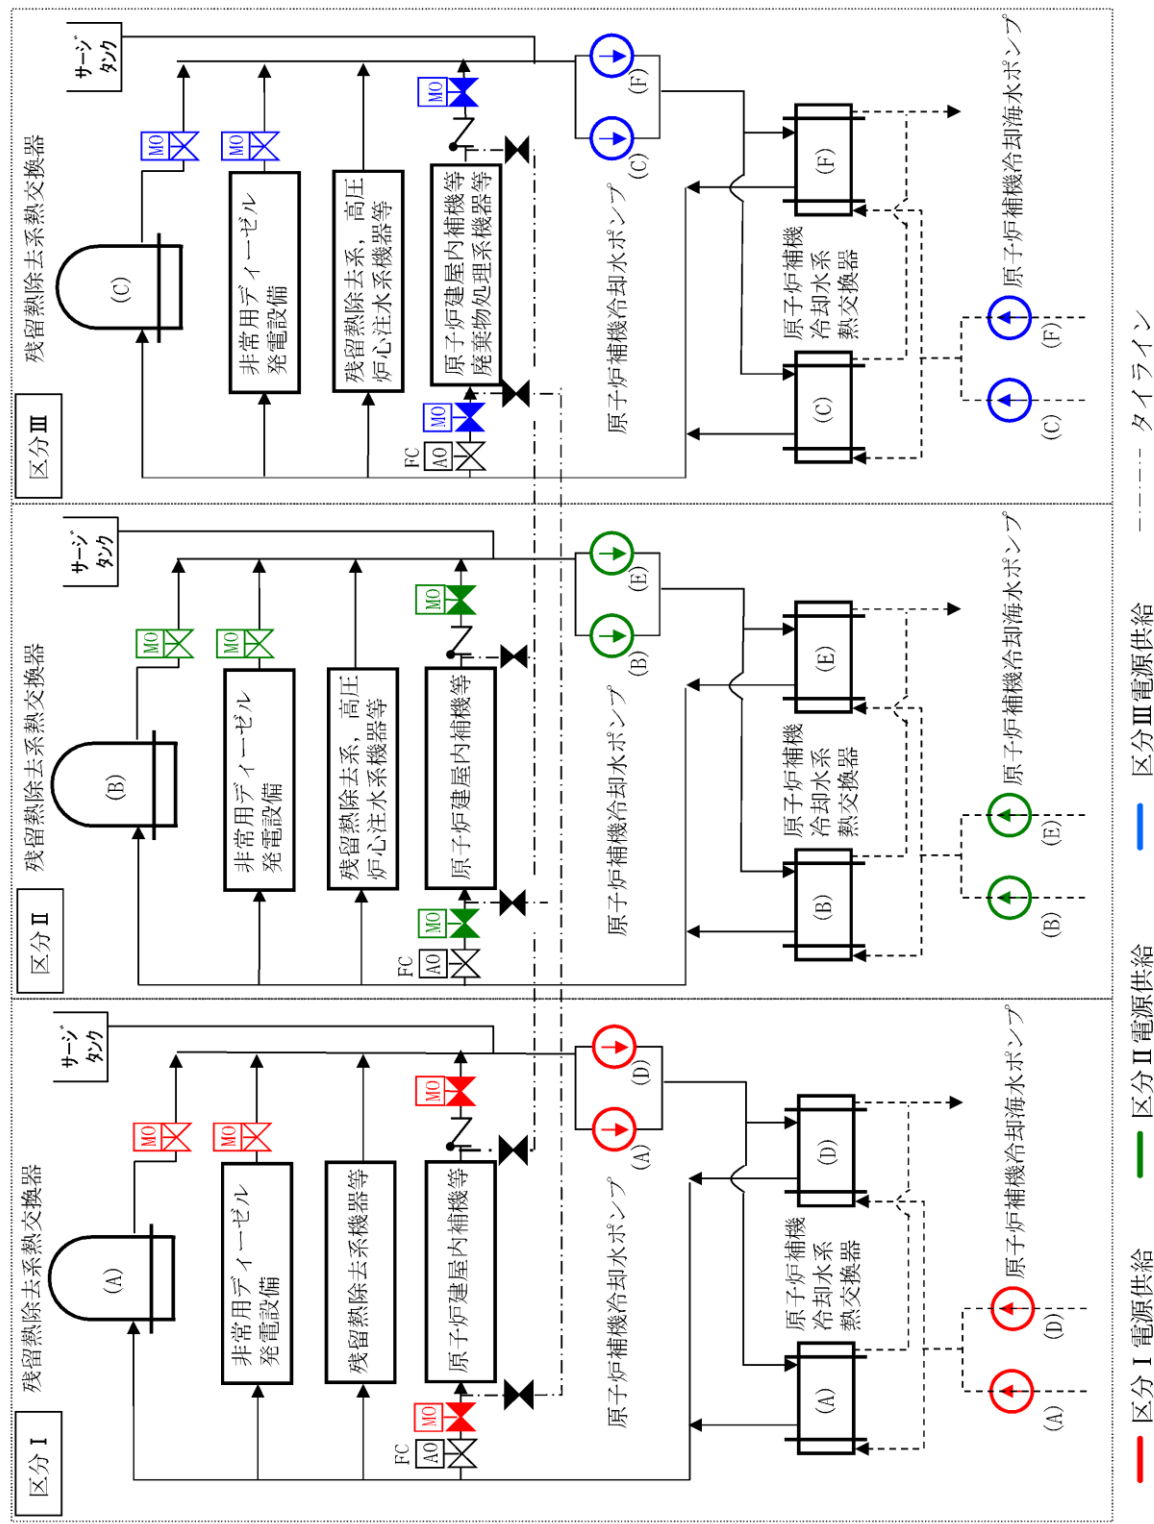 区分Ⅰ
残留熱除去系熱交換器
(A)
サージ
タンク
MO
非常用ディーゼル
発電設備
MO
残留熱除去系機器等
FC
AO
MO
原子炉建屋内補機等
MO
原子炉補機冷却水ポンプ
(A)
(D)
原子炉補機
冷却水系
熱交換器
(A)
(D)
原子炉補機冷却海水ポンプ
(A)
(D)
区分Ⅱ
残留熱除去系熱交換器
(B)
サージ
タンク
MO
非常用ディーゼル
発電設備
MO
残留熱除去系，高圧
炉心注水系機器等
FC
AO
MO
原子炉建屋内補機等
MO
原子炉補機冷却水ポンプ
(B)
(E)
原子炉補機
冷却水系
熱交換器
(B)
(E)
原子炉補機冷却海水ポンプ
(B)
(E)
区分Ⅲ
残留熱除去系熱交換器
(C)
サージ
タンク
MO
非常用ディーゼル
発電設備
MO
残留熱除去系，高圧
炉心注水系機器等
FC
AO
MO
原子炉建屋内補機等
廃棄物処理系機器等
MO
原子炉補機冷却水ポンプ
(C)
(F)
原子炉補機
冷却水系
熱交換器
(C)
(F)
原子炉補機冷却海水ポンプ
(C)
(F)
区分Ⅰ電源供給
区分Ⅱ電源供給
区分Ⅲ電源供給
タイライン